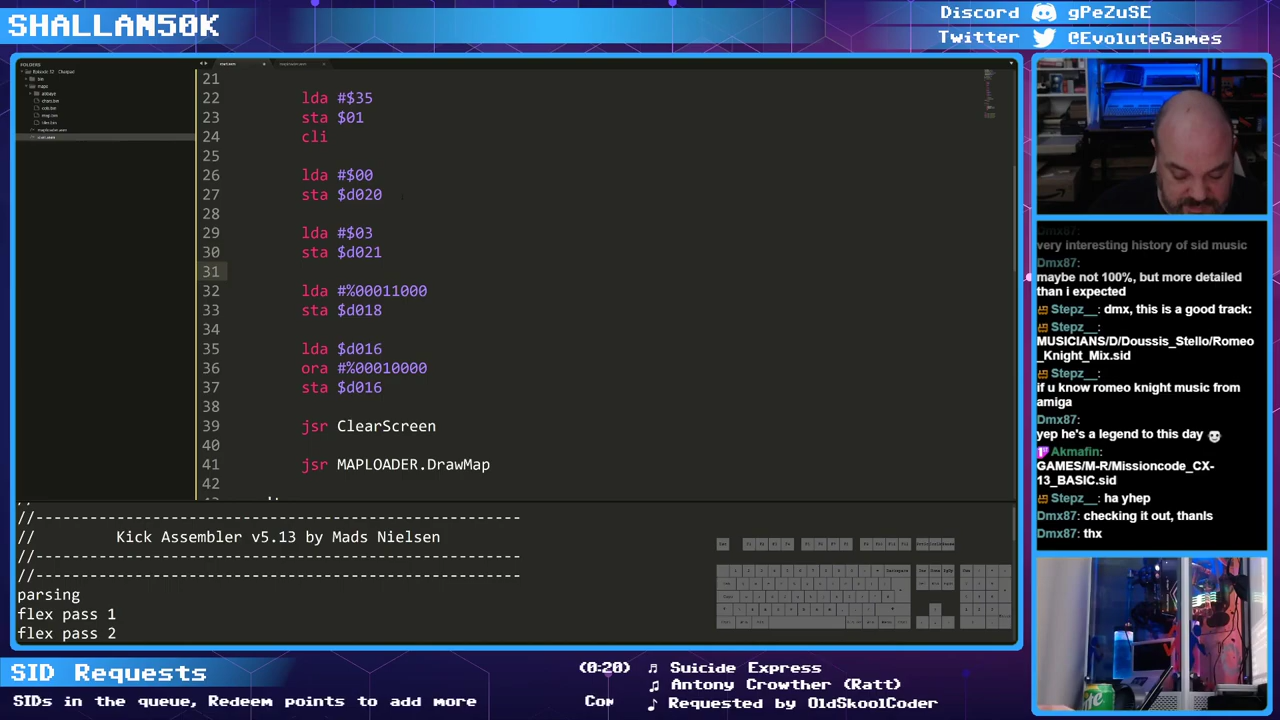 SHALLAN50K
Discord gPeZuSE
Twitter @EvoluteGames
FOLDERS
maps
21
22 lda #$35
23 sta $01
24 cli
25
26 lda #$00
27 sta $d020
28
29 lda #$03
30 sta $d021
31
32 lda #%00011000
33 sta $d018
34
35 lda $d016
36 ora #%00010000
37 sta $d016
38
39 jsr ClearScreen
40
41 jsr MAPLOADER.DrawMap
42
//------------------------------------------------------
// Kick Assembler v5.13 by Mads Nielsen
//------------------------------------------------------
//------------------------------------------------------
parsing
flex pass 1
flex pass 2
Dmx87:
very interesting history of sid music
Dmx87:
maybe not 100%, but more detailed
than i expected
Stepz__: dmx, this is a good track:
Stepz__:
MUSICIANS/D/Doussis_Stello/Romeo
_Knight_Mix.sid
Stepz__:
if u know romeo knight music from
amiga
Dmx87:
yep he's a legend to this day
Akmafin:
GAMES/M-R/Missioncode_CX-
13_BASIC.sid
Stepz__: ha yhep
Dmx87: checking it out, thanls
Dmx87: thx
SID Requests
SIDs in the queue, Redeem points to add more
Com
(0:20)
Suicide Express
Antony Crowther (Ratt)
Requested by OldSkoolCoder